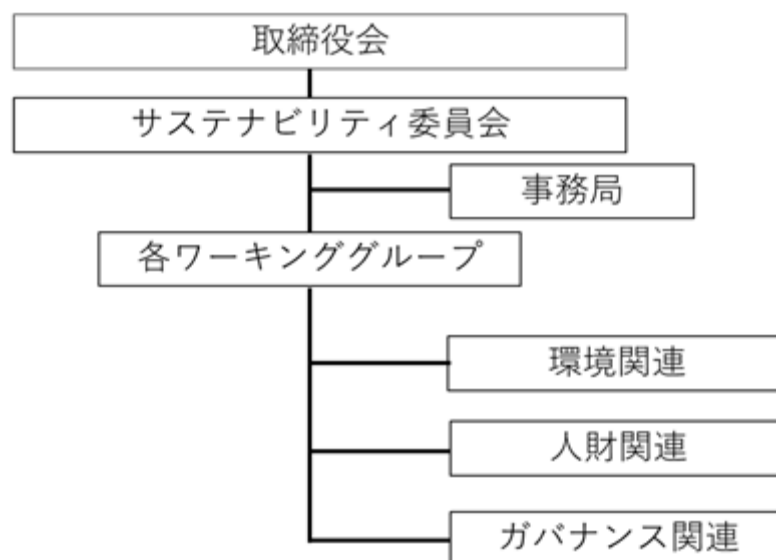 取締役会
サステナビリティ委員会
事務局
各ワーキンググループ
環境関連
人財関連
ガバナンス関連